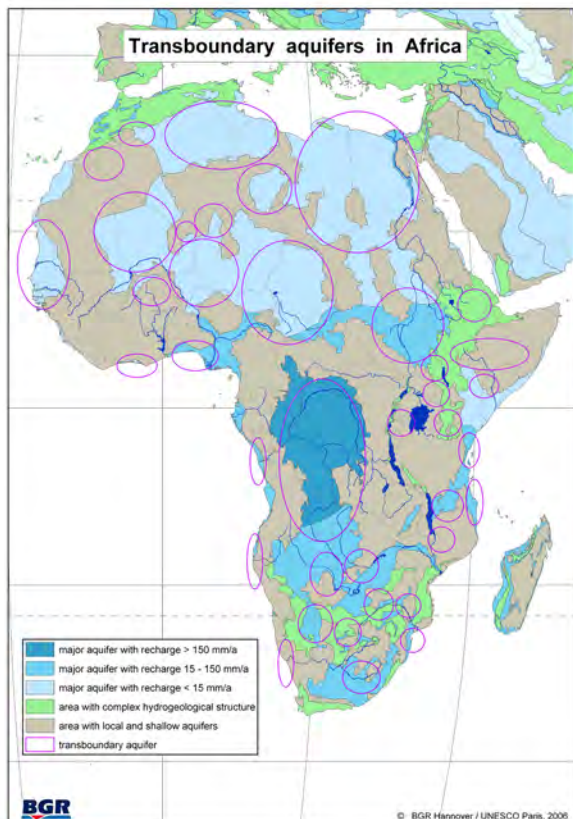 Transboundary aquifers in Africa
major aquifer with recharge > 150 mm/a
major aquifer with recharge 15 - 150 mm/a
major aquifer with recharge < 15 mm/a
area with complex hydrogeological structure
area with local and shallow aquifers
transboundary aquifer
BGR
© BGR Hannover / UNESCO Paris, 2006